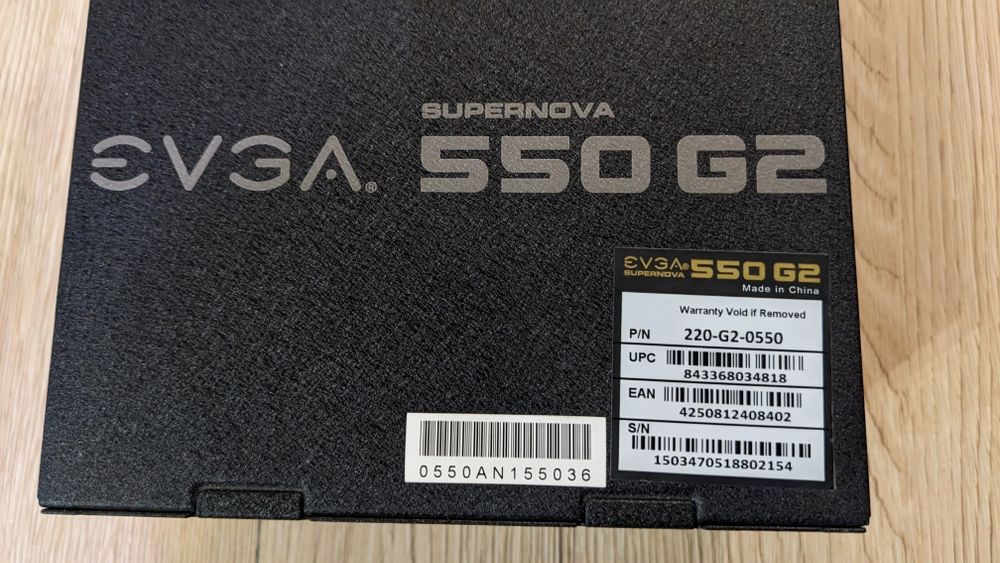 SUPERNOVA
EVGA® 550 G2
EVGA® SUPERNOVA 550 G2
Made in China
Warranty Void if Removed
P/N 220-G2-0550
UPC 843368034818
EAN 4250812408402
S/N 1503470518802154
0550AN155036